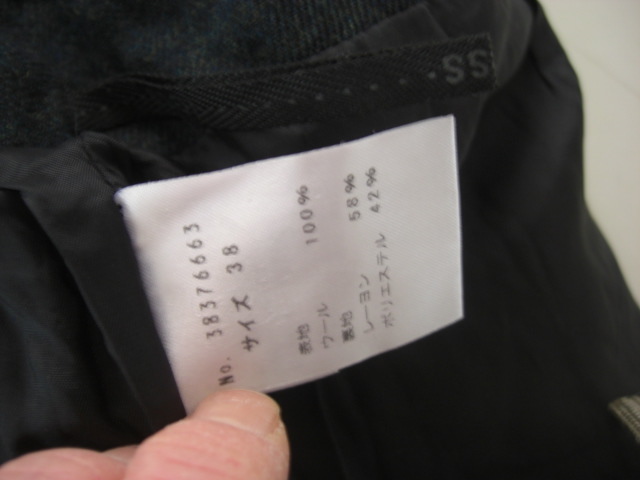 SS
No. 38376663
サイズ 38
表地
ウール 100%
裏地
レーヨン 58%
ポリエステル 42%